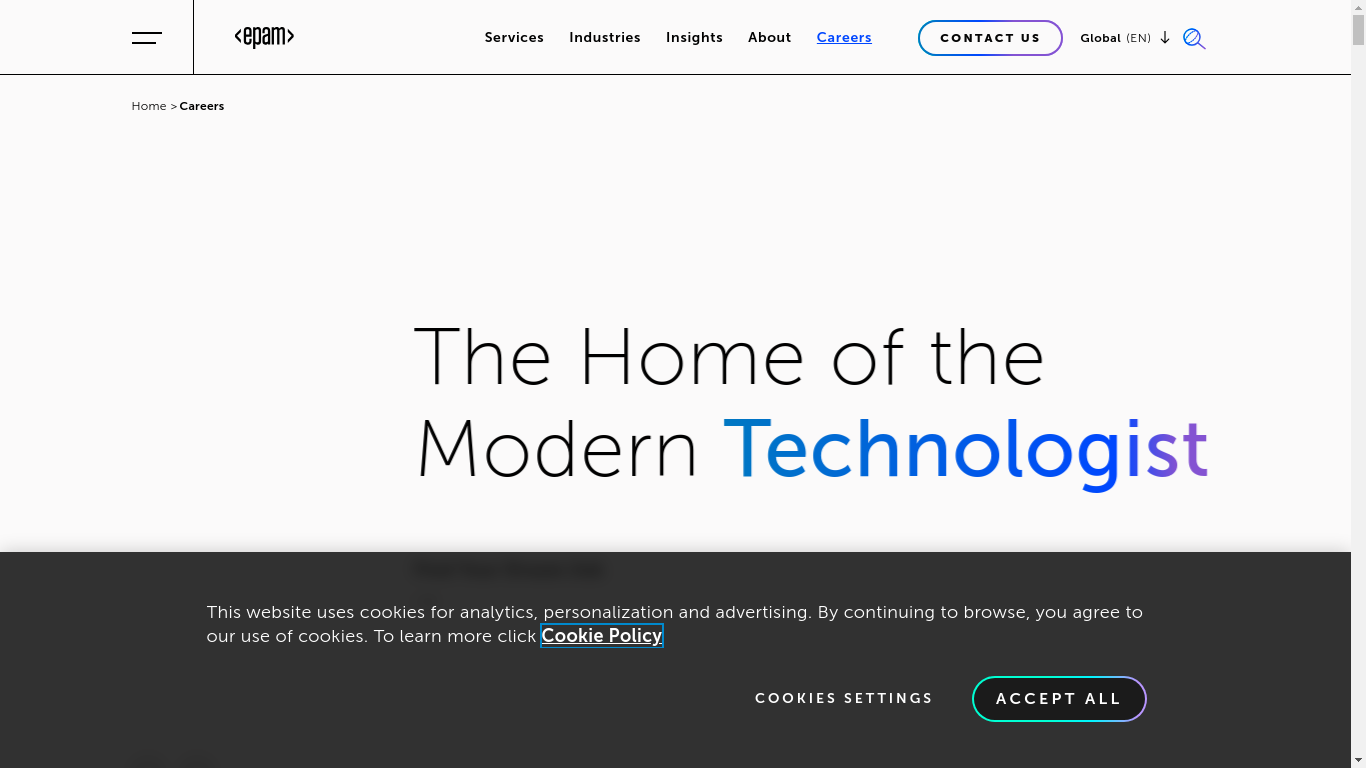 <epam>
Services Industries Insights About Careers CONTACT US Global (EN)
Home > Careers
The Home of the
Modern Technologist
This website uses cookies for analytics, personalization and advertising. By continuing to browse, you agree to
our use of cookies. To learn more click Cookie Policy
COOKIES SETTINGS ACCEPT ALL